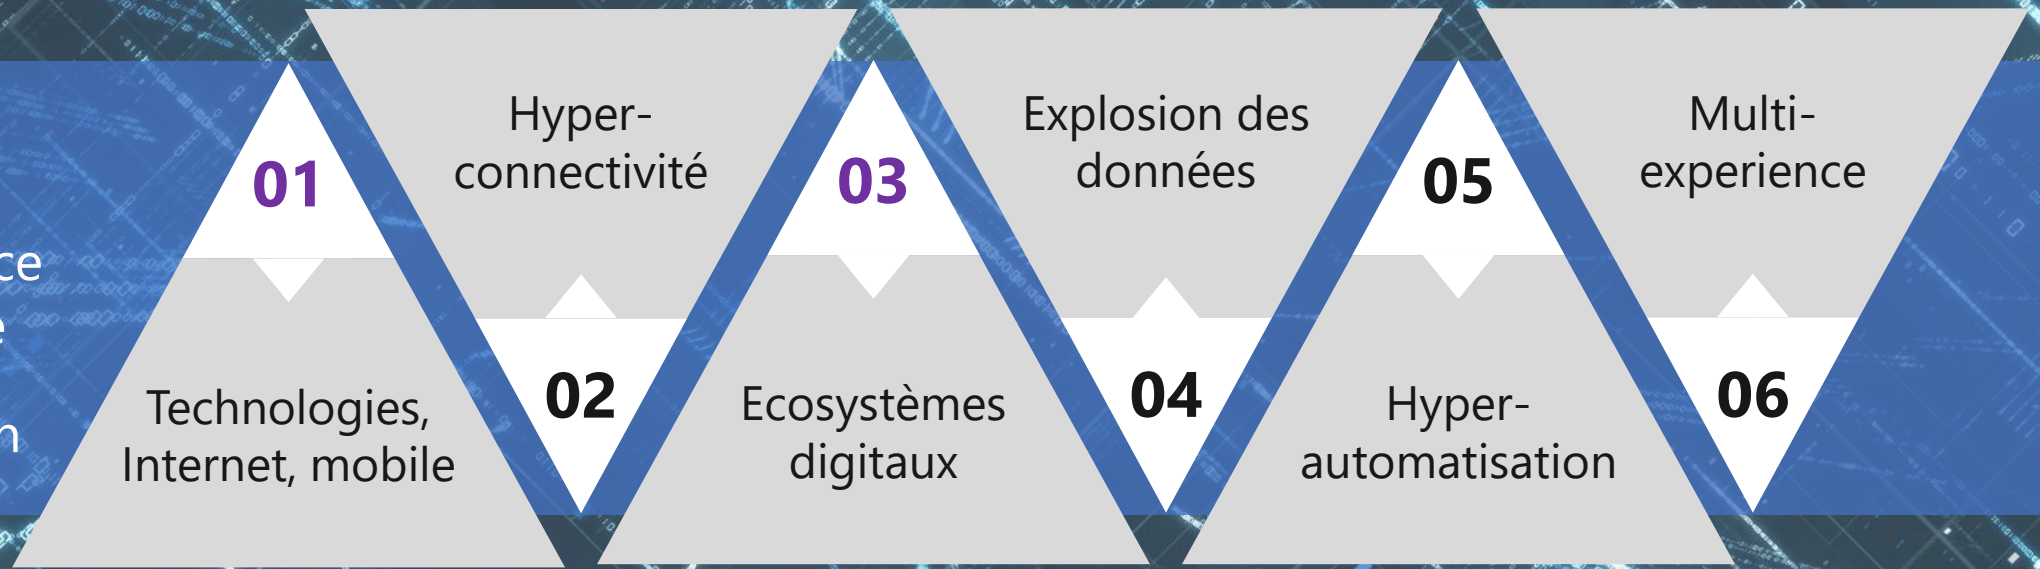 01
Technologies,
Internet, mobile
Hyper-
connectivité
02
03
Ecosystèmes
digitaux
Explosion des
données
04
05
Hyper-
automatisation
Multi-
experience
06